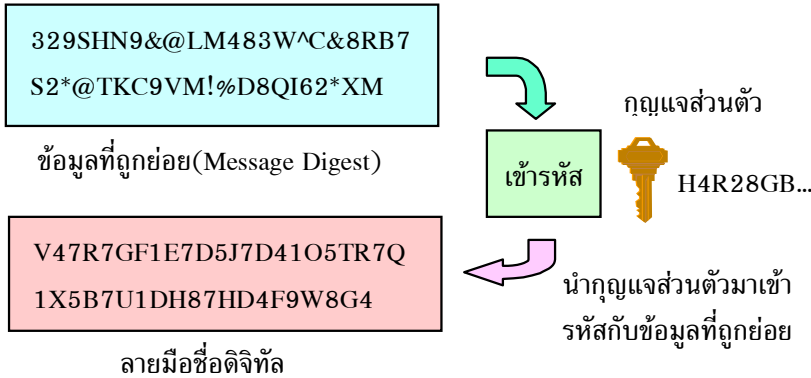 329SHN9&@LM483W^C&8RB7
S2*@TKC9VM!%D8QI62*XM
ข้อมูลที่ถูกย่อย(Message Digest)
กุญแจส่วนตัว
เข้ารหัส
H4R28GB...
นำกุญแจส่วนตัวมาเข้า
รหัสกับข้อมูลที่ถูกย่อย
V47R7GF1E7D5J7D41O5TR7Q
1X5B7U1DH87HD4F9W8G4
ลายมือชื่อดิจิทัล